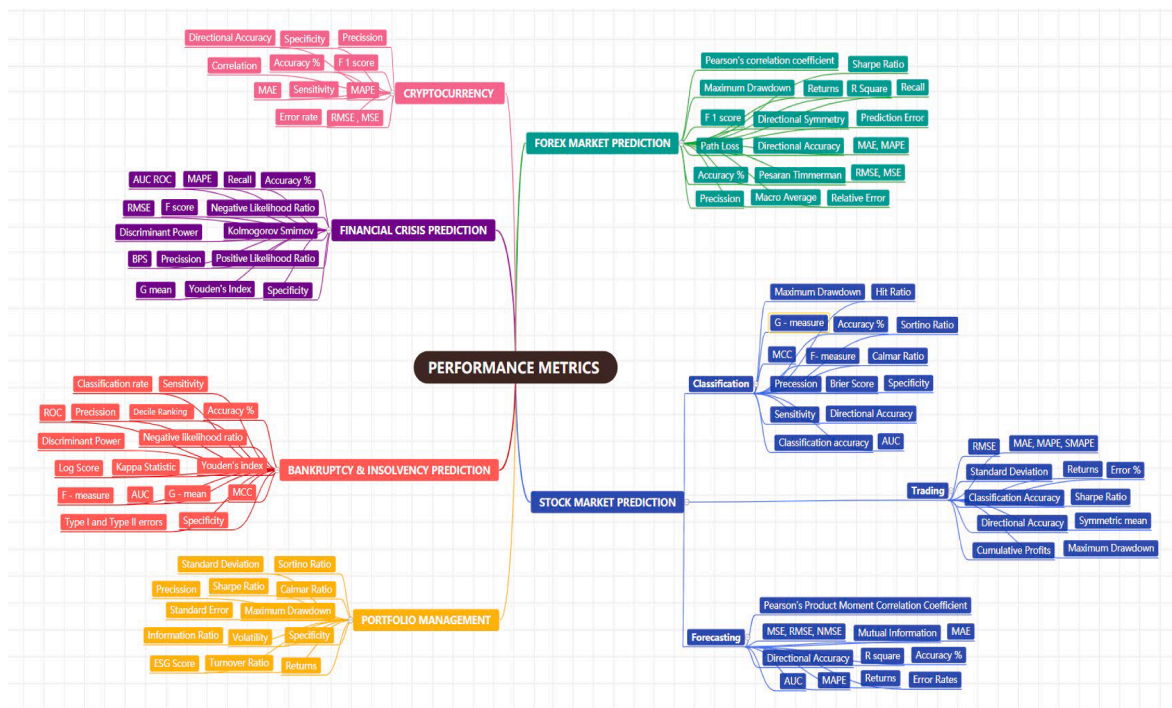 PERFORMANCE METRICS
CRYPTOCURRENCY
Directional Accuracy
Specificity
Precission
Correlation
Accuracy %
F 1 score
MAE
Sensitivity
MAPE
Error rate
RMSE , MSE
FINANCIAL CRISIS PREDICTION
AUC ROC
MAPE
Recall
Accuracy %
RMSE
F score
Negative Likelihood Ratio
Discriminant Power
Kolmogorov Smirnov
BPS
Precission
Positive Likelihood Ratio
G mean
Youden's Index
Specificity
BANKRUPTCY & INSOLVENCY PREDICTION
Classification rate
Sensitivity
ROC
Precission
Decile Ranking
Accuracy %
Discriminant Power
Negative likelihood ratio
Log Score
Kappa Statistic
Youden's index
F - measure
AUC
G - mean
MCC
Type I and Type II errors
Specificity
PORTFOLIO MANAGEMENT
Standard Deviation
Sortino Ratio
Precission
Sharpe Ratio
Calmar Ratio
Standard Error
Maximum Drawdown
Information Ratio
Volatility
Specificity
ESG Score
Turnover Ratio
Returns
FOREX MARKET PREDICTION
Pearson's correlation coefficient
Sharpe Ratio
Maximum Drawdown
Returns
R Square
Recall
F 1 score
Directional Symmetry
Prediction Error
Path Loss
Directional Accuracy
MAE, MAPE
Accuracy %
Pesaran Timmerman
RMSE, MSE
Precission
Macro Average
Relative Error
STOCK MARKET PREDICTION
Classification
Maximum Drawdown
Hit Ratio
G - measure
Accuracy %
Sortino Ratio
MCC
F- measure
Calmar Ratio
Precession
Brier Score
Specificity
Sensitivity
Directional Accuracy
Classification accuracy
AUC
Trading
RMSE
MAE, MAPE, SMAPE
Standard Deviation
Returns
Error %
Classification Accuracy
Sharpe Ratio
Directional Accuracy
Symmetric mean
Cumulative Profits
Maximum Drawdown
Forecasting
Pearson's Product Moment Correlation Coefficient
MSE, RMSE, NMSE
Mutual Information
MAE
Directional Accuracy
R square
Accuracy %
AUC
MAPE
Returns
Error Rates